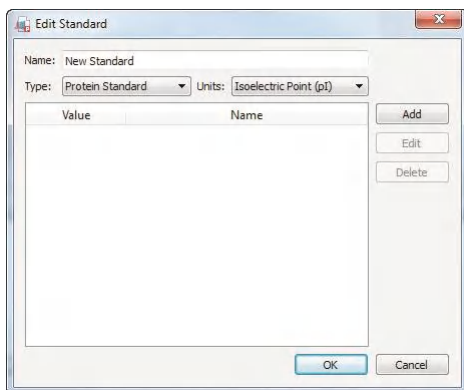 Edit Standard
Name: New Standard
Type: Protein Standard Units: Isoelectric Point (pI)
Value Name
Add
Edit
Delete
OK Cancel